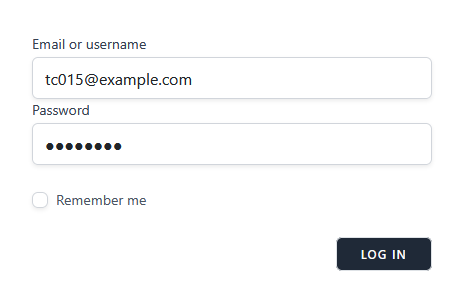 Email or username
tc015@example.com
Password
●●●●●●●●
Remember me
LOG IN